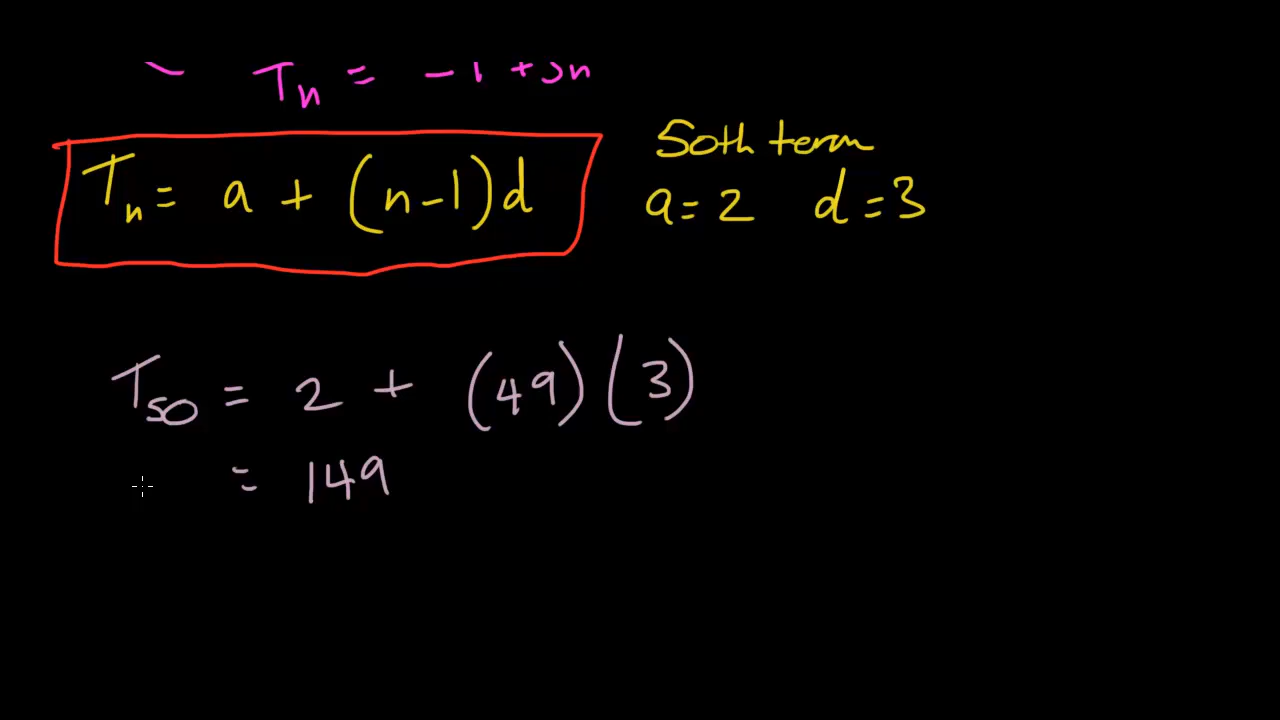 Tn = -1 + 3n
Tn = a + (n-1)d
50th term
a=2 d=3
T50 = 2 + (49)(3)
= 149